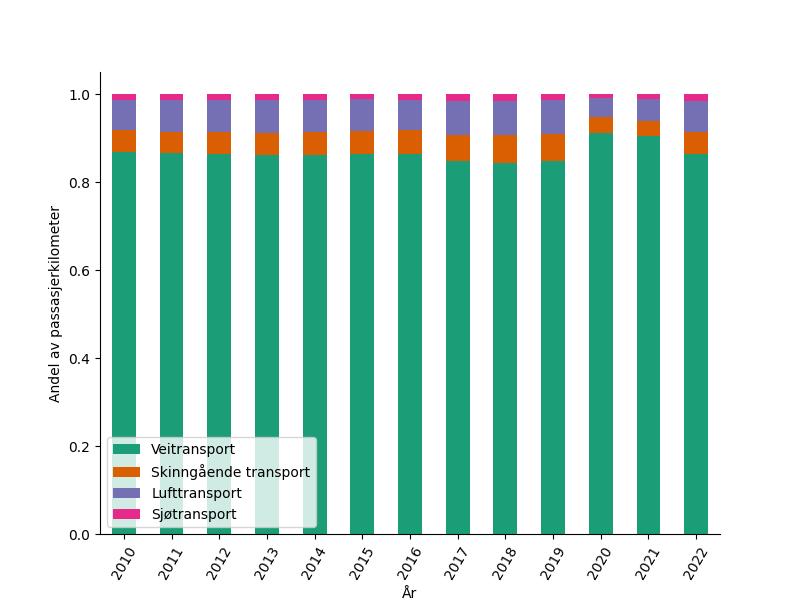 1.0
0.8
0.6
0.4
0.2
0.0
Andel av passasjerkilometer
Veitransport
Skinngående transport
Lufttransport
Sjøtransport
2010 2011 2012 2013 2014 2015 2016 2017 2018 2019 2020 2021 2022
År